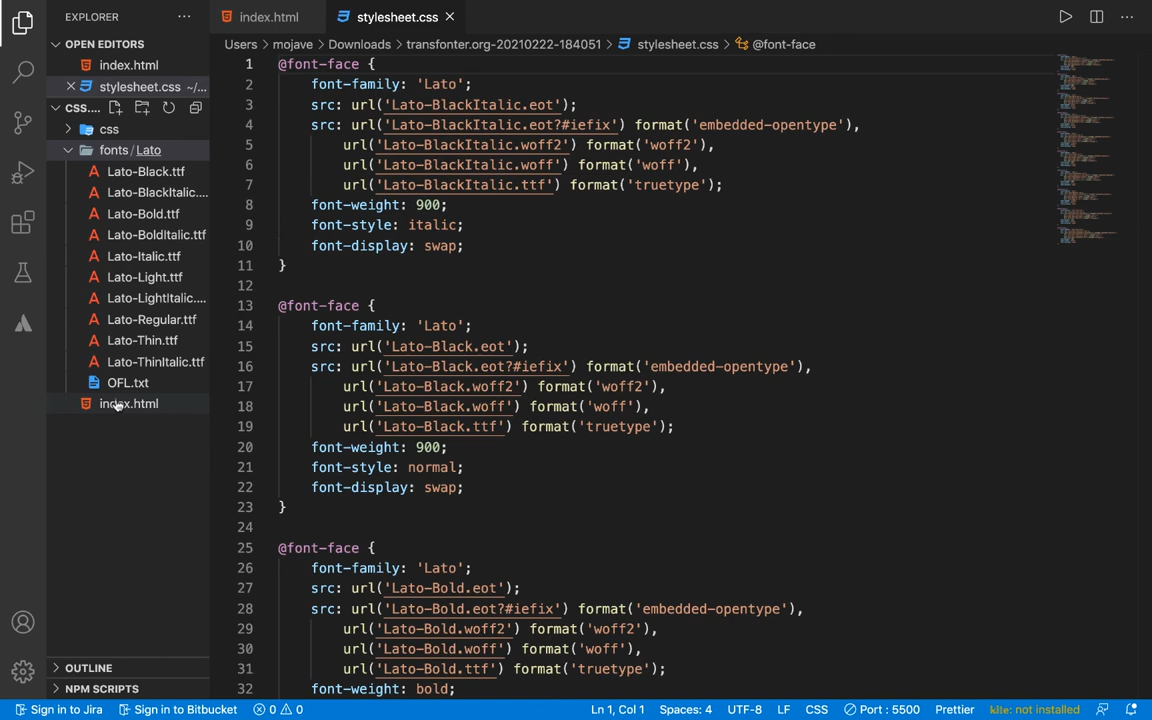 EXPLORER
OPEN EDITORS
index.html
stylesheet.css ~/...
CSS....
css
fonts/Lato
Lato-Black.ttf
Lato-BlackItalic....
Lato-Bold.ttf
Lato-BoldItalic.ttf
Lato-Italic.ttf
Lato-Light.ttf
Lato-LightItalic....
Lato-Regular.ttf
Lato-Thin.ttf
Lato-ThinItalic.ttf
OFL.txt
index.html
OUTLINE
NPM SCRIPTS
index.html stylesheet.css
Users > mojave > Downloads > transfonter.org-20210222-184051 > stylesheet.css > @font-face
1 @font-face {
2 font-family: 'Lato';
3 src: url('Lato-BlackItalic.eot');
4 src: url('Lato-BlackItalic.eot?#iefix') format('embedded-opentype'),
5 url('Lato-BlackItalic.woff2') format('woff2'),
6 url('Lato-BlackItalic.woff') format('woff'),
7 url('Lato-BlackItalic.ttf') format('truetype');
8 font-weight: 900;
9 font-style: italic;
10 font-display: swap;
11 }
12
13 @font-face {
14 font-family: 'Lato';
15 src: url('Lato-Black.eot');
16 src: url('Lato-Black.eot?#iefix') format('embedded-opentype'),
17 url('Lato-Black.woff2') format('woff2'),
18 url('Lato-Black.woff') format('woff'),
19 url('Lato-Black.ttf') format('truetype');
20 font-weight: 900;
21 font-style: normal;
22 font-display: swap;
23 }
24
25 @font-face {
26 font-family: 'Lato';
27 src: url('Lato-Bold.eot');
28 src: url('Lato-Bold.eot?#iefix') format('embedded-opentype'),
29 url('Lato-Bold.woff2') format('woff2'),
30 url('Lato-Bold.woff') format('woff'),
31 url('Lato-Bold.ttf') format('truetype');
32 font-weight: bold;
Sign in to Jira Sign in to Bitbucket 0 0 Ln 1, Col 1 Spaces: 4 UTF-8 LF CSS Port : 5500 Prettier kite: not installed